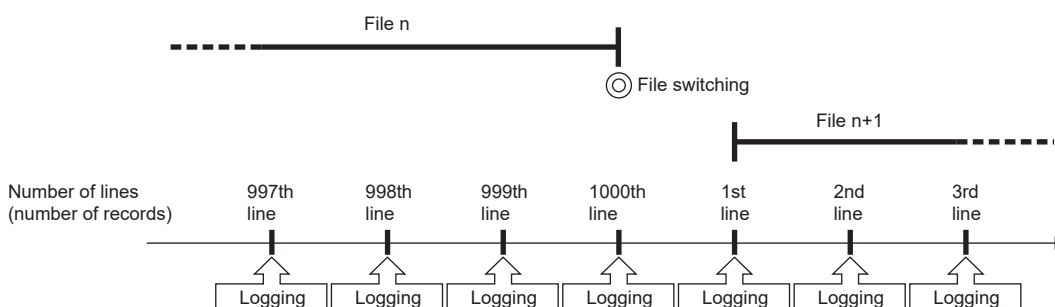 File n
File switching
File n+1
Number of lines
(number of records)
997th
line
998th
line
999th
line
1000th
line
1st
line
2nd
line
3rd
line
Logging
Logging
Logging
Logging
Logging
Logging
Logging